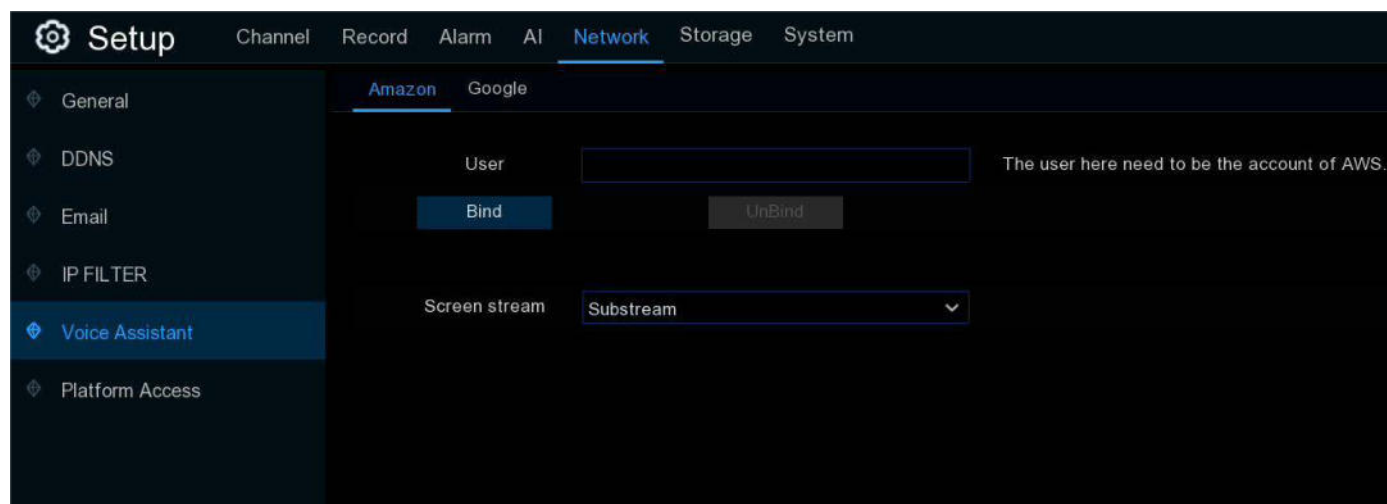 Setup Channel Record Alarm AI Network Storage System
General
Amazon Google
DDNS
User The user here need to be the account of AWS.
Email
Bind UnBind
IP FILTER
Screen stream Substream
Voice Assistant
Platform Access